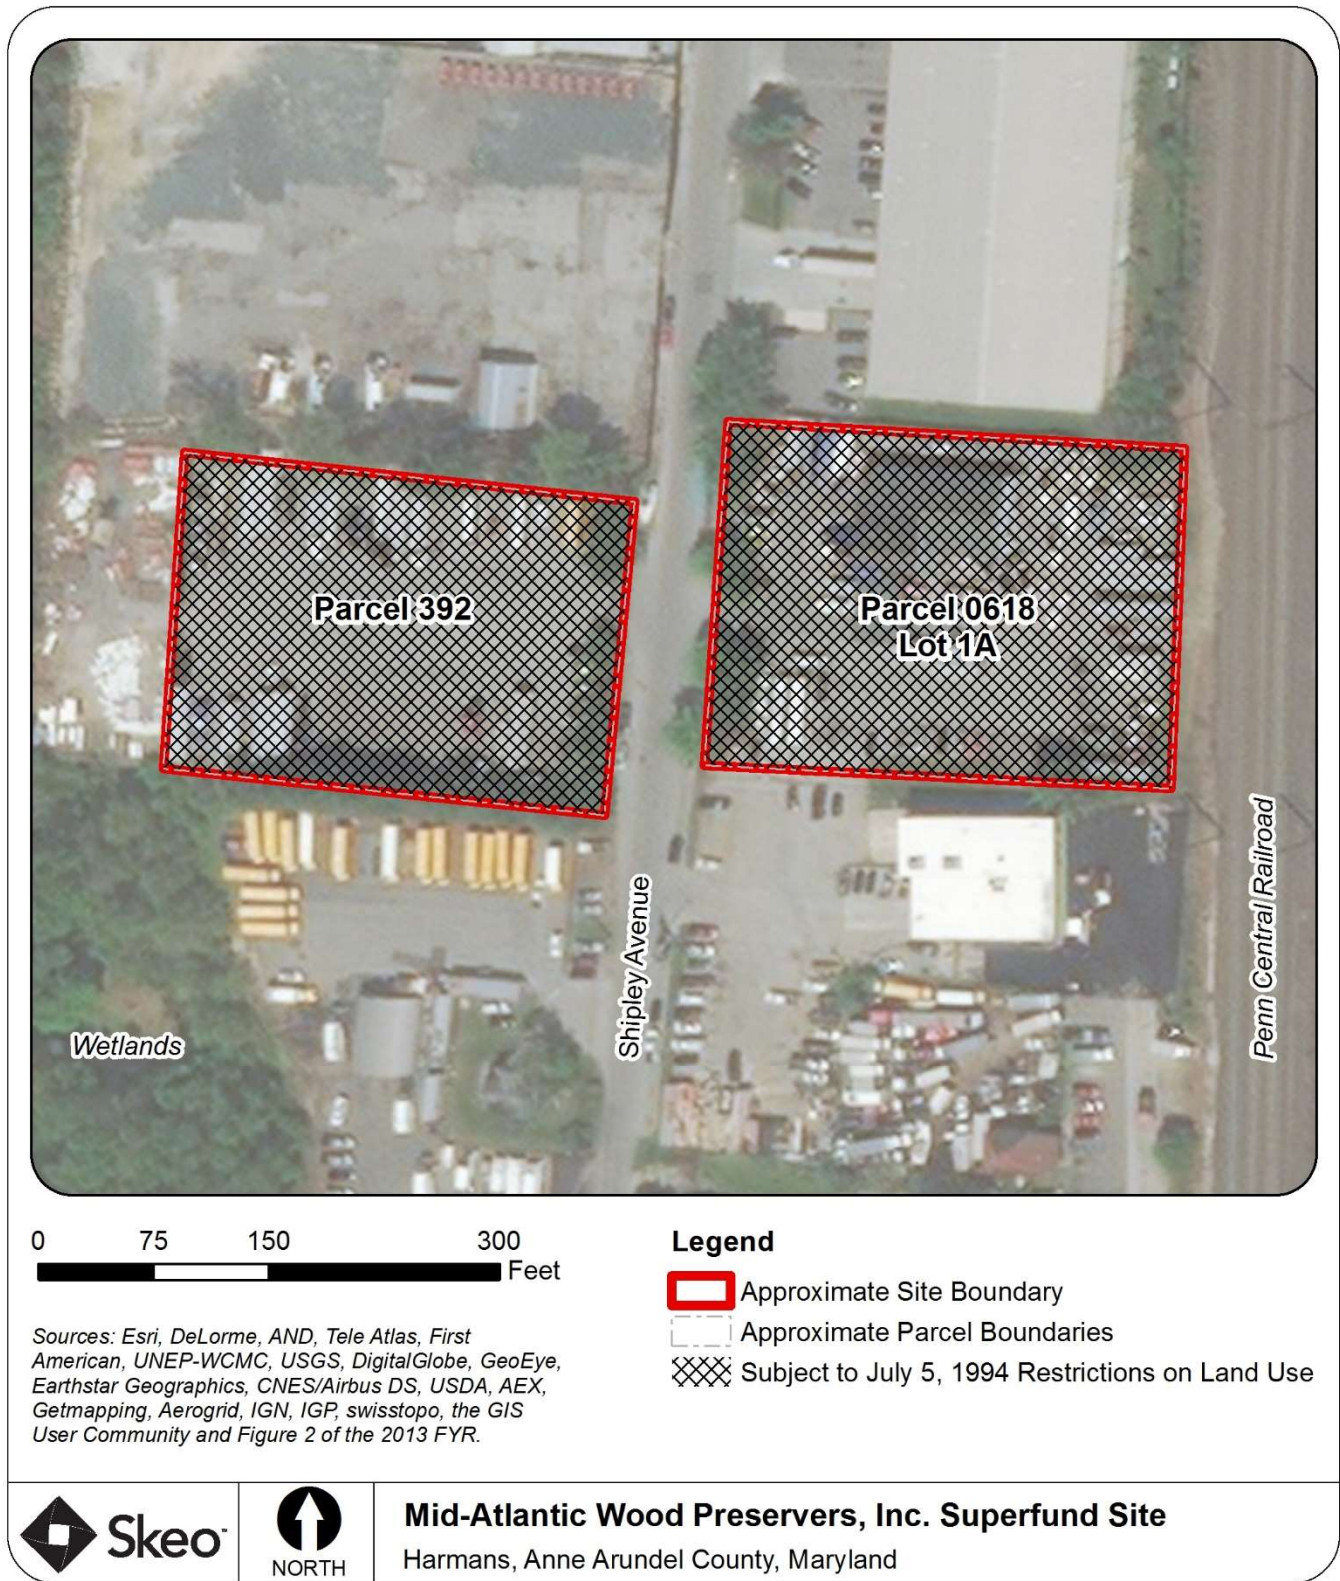 Parcel 392
Parcel 0618
Lot 1A
Shipley Avenue
Penn Central Railroad
Wetlands
0 75 150 300
Feet
Sources: Esri, DeLorme, AND, Tele Atlas, First
American, UNEP-WCMC, USGS, DigitalGlobe, GeoEye,
Earthstar Geographics, CNES/Airbus DS, USDA, AEX,
Getmapping, Aerogrid, IGN, IGP, swisstopo, the GIS
User Community and Figure 2 of the 2013 FYR.
Legend
Approximate Site Boundary
Approximate Parcel Boundaries
Subject to July 5, 1994 Restrictions on Land Use
Skeo
NORTH
Mid-Atlantic Wood Preservers, Inc. Superfund Site
Harmans, Anne Arundel County, Maryland